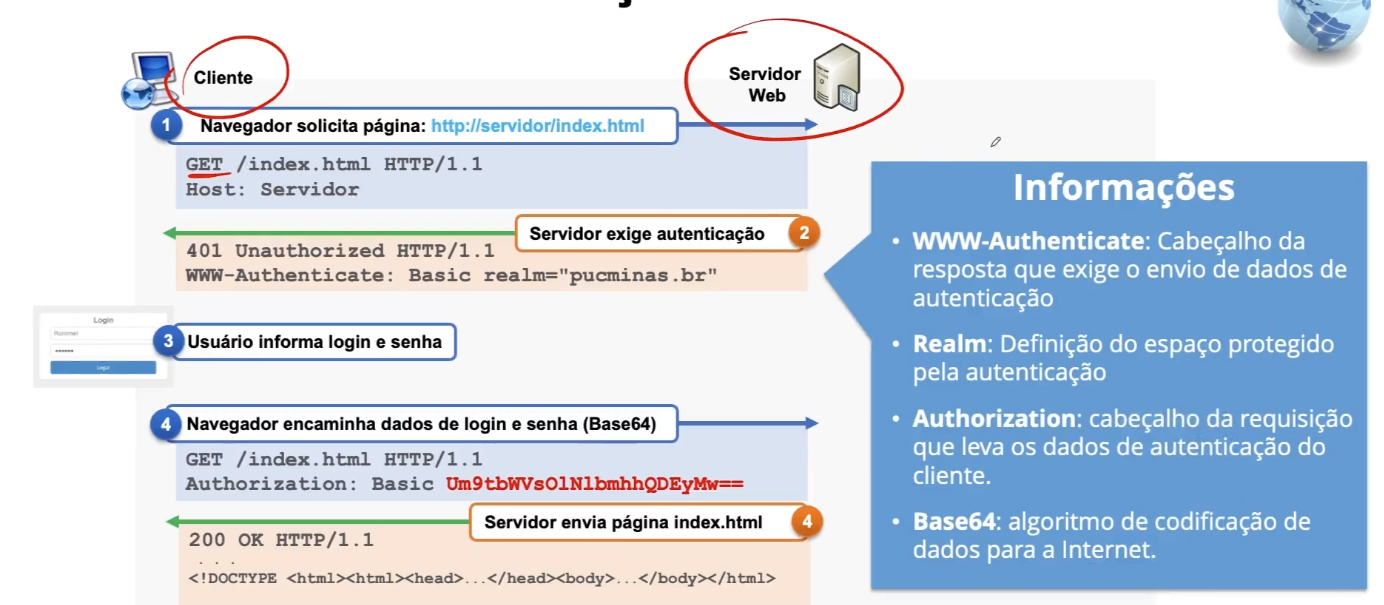 Cliente
Servidor
Web
1 Navegador solicita página: http://servidor/index.html
GET /index.html HTTP/1.1
Host: Servidor
Servidor exige autenticação 2
401 Unauthorized HTTP/1.1
WWW-Authenticate: Basic realm="pucminas.br"
Login
Rommel
••••••
Login
3 Usuário informa login e senha
4 Navegador encaminha dados de login e senha (Base64)
GET /index.html HTTP/1.1
Authorization: Basic Um9tbWVsOlNlbmhhQDEyMw==
Servidor envia página index.html 4
200 OK HTTP/1.1
. . .
<!DOCTYPE <html><html><head>...</head><body>...</body></html>
Informações
• WWW-Authenticate: Cabeçalho da
resposta que exige o envio de dados de
autenticação
• Realm: Definição do espaço protegido
pela autenticação
• Authorization: cabeçalho da requisição
que leva os dados de autenticação do
cliente.
• Base64: algoritmo de codificação de
dados para a Internet.